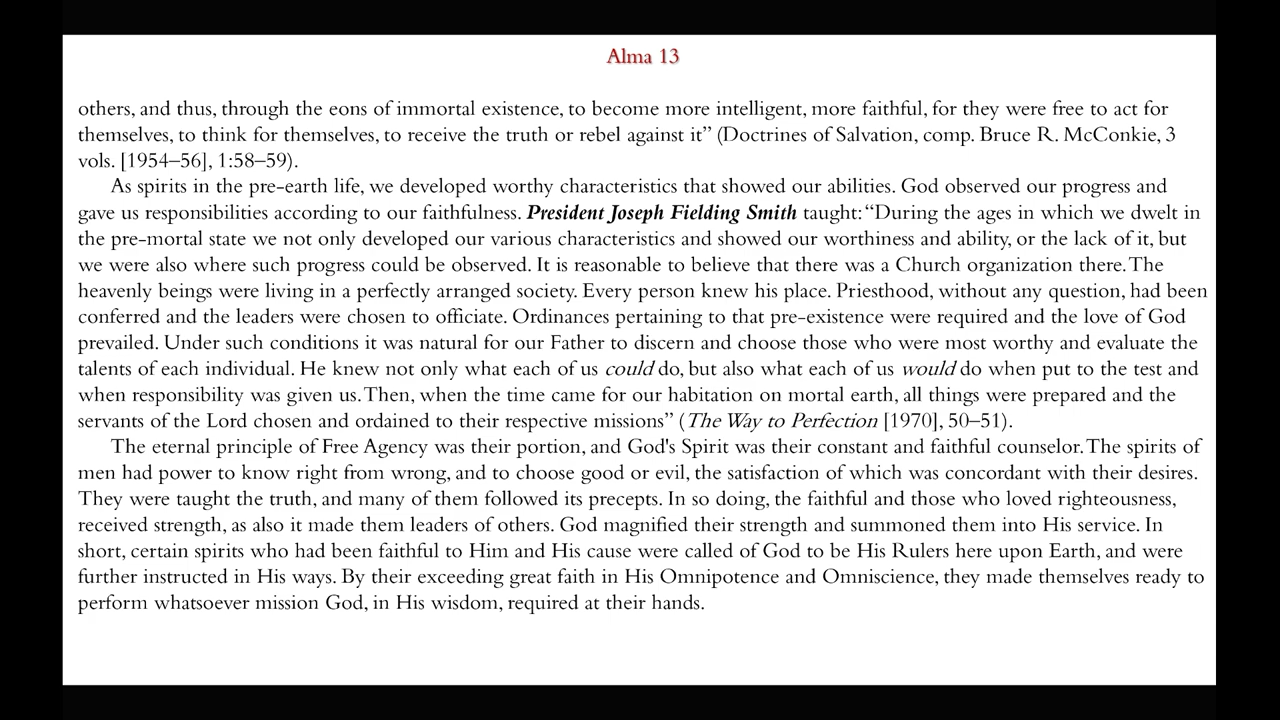 Alma 13
others, and thus, through the eons of immortal existence, to become more intelligent, more faithful, for they were free to act for
themselves, to think for themselves, to receive the truth or rebel against it” (Doctrines of Salvation, comp. Bruce R. McConkie, 3
vols. [1954–56], 1:58–59).
As spirits in the pre-earth life, we developed worthy characteristics that showed our abilities. God observed our progress and
gave us responsibilities according to our faithfulness. President Joseph Fielding Smith taught: “During the ages in which we dwelt in
the pre-mortal state we not only developed our various characteristics and showed our worthiness and ability, or the lack of it, but
we were also where such progress could be observed. It is reasonable to believe that there was a Church organization there. The
heavenly beings were living in a perfectly arranged society. Every person knew his place. Priesthood, without any question, had been
conferred and the leaders were chosen to officiate. Ordinances pertaining to that pre-existence were required and the love of God
prevailed. Under such conditions it was natural for our Father to discern and choose those who were most worthy and evaluate the
talents of each individual. He knew not only what each of us could do, but also what each of us would do when put to the test and
when responsibility was given us. Then, when the time came for our habitation on mortal earth, all things were prepared and the
servants of the Lord chosen and ordained to their respective missions” (The Way to Perfection [1970], 50–51).
The eternal principle of Free Agency was their portion, and God's Spirit was their constant and faithful counselor. The spirits of
men had power to know right from wrong, and to choose good or evil, the satisfaction of which was concordant with their desires.
They were taught the truth, and many of them followed its precepts. In so doing, the faithful and those who loved righteousness,
received strength, as also it made them leaders of others. God magnified their strength and summoned them into His service. In
short, certain spirits who had been faithful to Him and His cause were called of God to be His Rulers here upon Earth, and were
further instructed in His ways. By their exceeding great faith in His Omnipotence and Omniscience, they made themselves ready to
perform whatsoever mission God, in His wisdom, required at their hands.